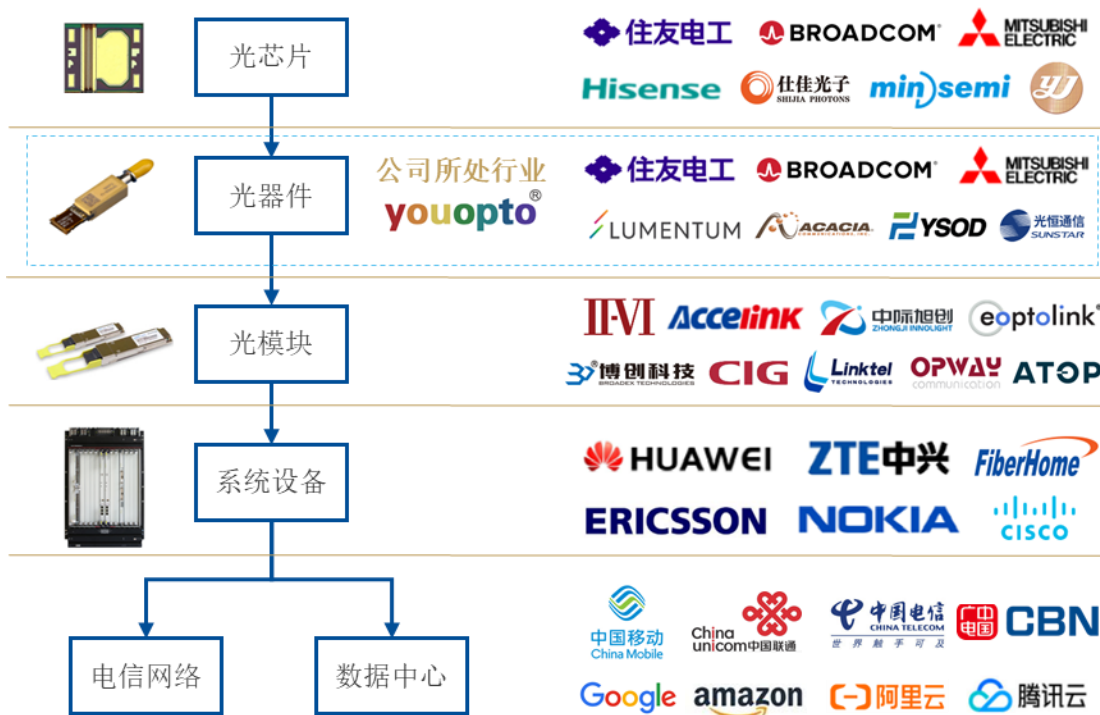 光芯片
住友电工 BROADCOM® MITSUBISHI ELECTRIC
Hisense 仕佳光子 SHIJIA PHOTONS mindsemi YJ
光器件
公司所处行业
youopto®
住友电工 BROADCOM® MITSUBISHI ELECTRIC
LUMENTUM ACACIA COMMUNICATIONS, INC. YSOD 光恒通信 SUNSTAR
光模块
II-VI Accelink 中际旭创 ZHONGJI INNOLIGHT eoptolink®
博创科技 BROADEX TECHNOLOGIES CIG Linktel TECHNOLOGIES OPWAY communication ATOP
系统设备
HUAWEI ZTE中兴 FiberHome
ERICSSON NOKIA CISCO
电信网络
数据中心
中国移动 China Mobile China unicom中国联通 中国电信 CHINA TELECOM 世界触手可及 中国广电 CBN
Google amazon 阿里云 腾讯云